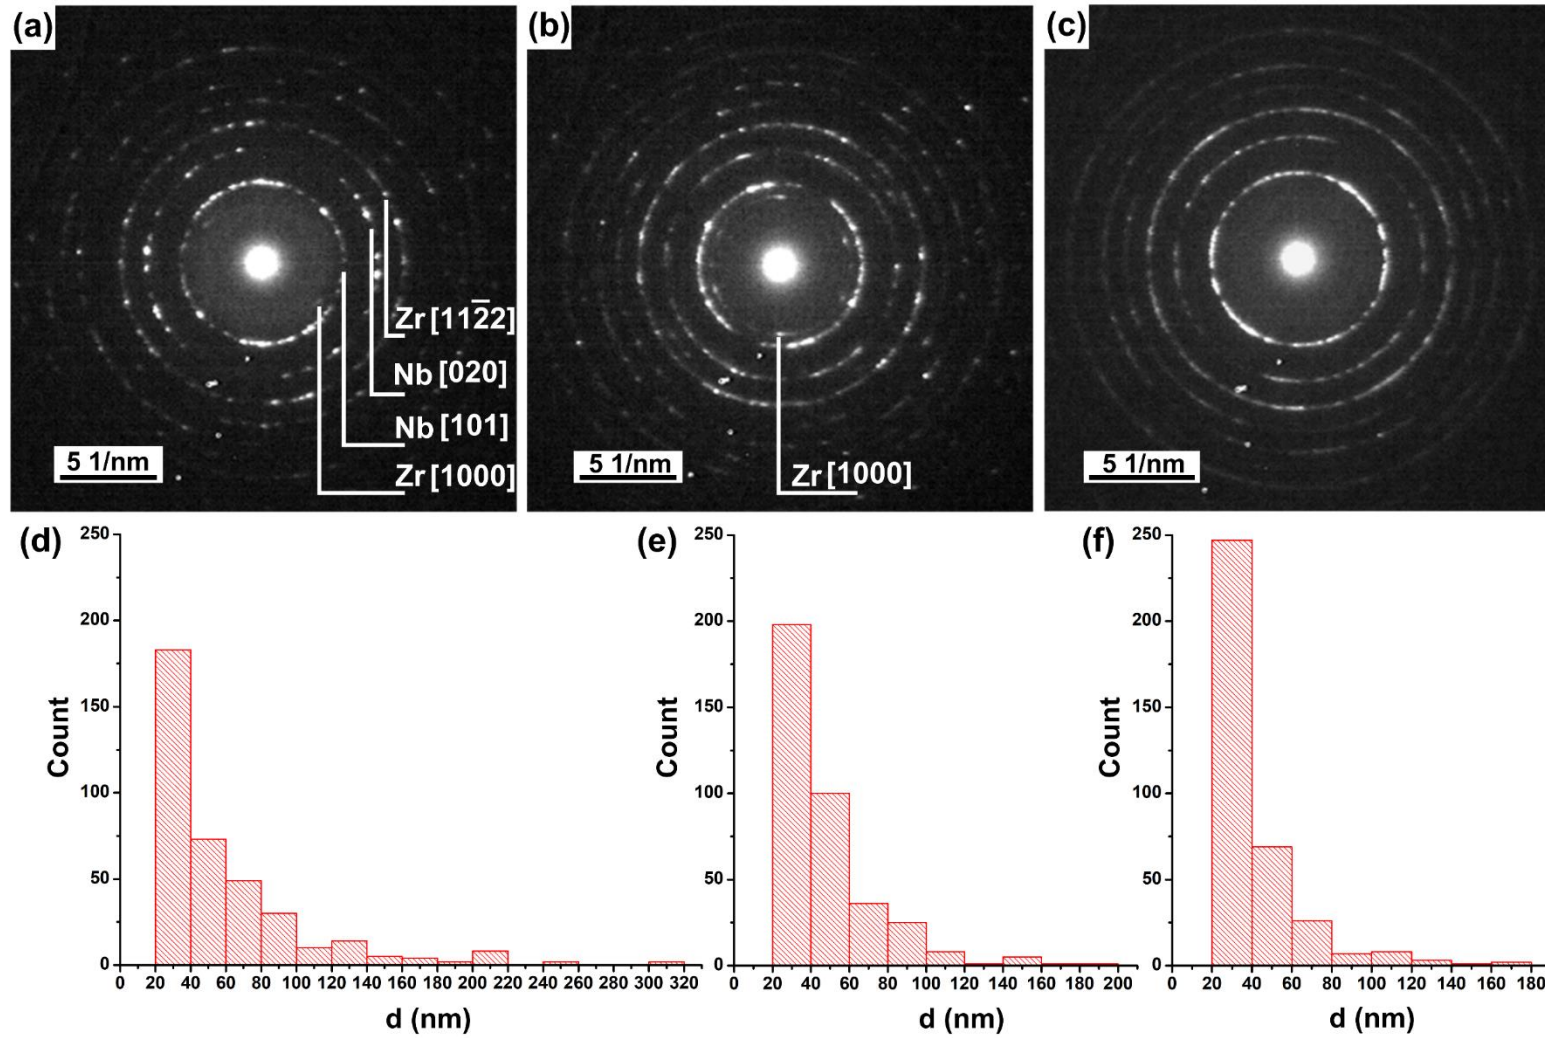 (a)
Zr [11̅22]
Nb [020]
Nb [101]
Zr [1000]
5 1/nm
(b)
5 1/nm
Zr [1000]
(c)
5 1/nm
(d)
250
200
150
100
50
0
Count
0 20 40 60 80 100 120 140 160 180 200 220 240 260 280 300 320
d (nm)
(e)
250
200
150
100
50
0
Count
0 20 40 60 80 100 120 140 160 180 200
d (nm)
(f)
250
200
150
100
50
0
Count
0 20 40 60 80 100 120 140 160 180
d (nm)